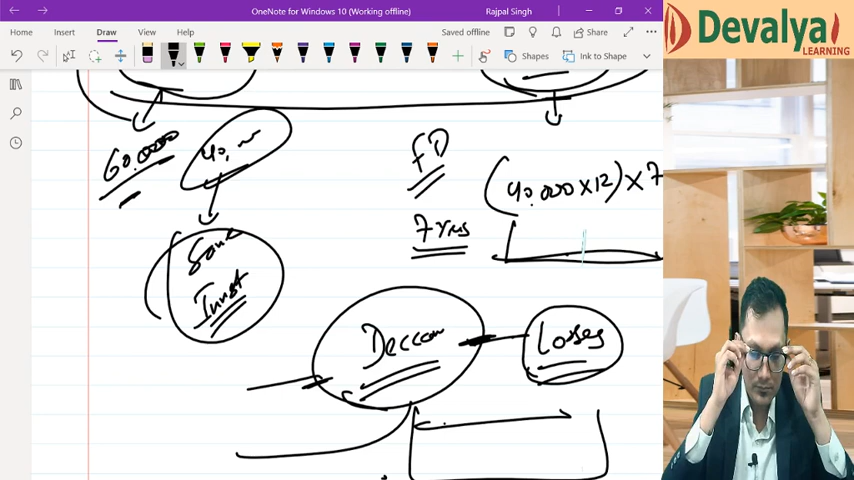 OneNote for Windows 10 (Working offline)
Rajpal Singh
Home Insert Draw View Help
Saved offline
Share
Shapes
Ink to Shape
Devalya
LEARNING
60.000
40,000
FD
(40.000 X 12) X 7
7 yrs
Save
Invest
Deccan
Losses